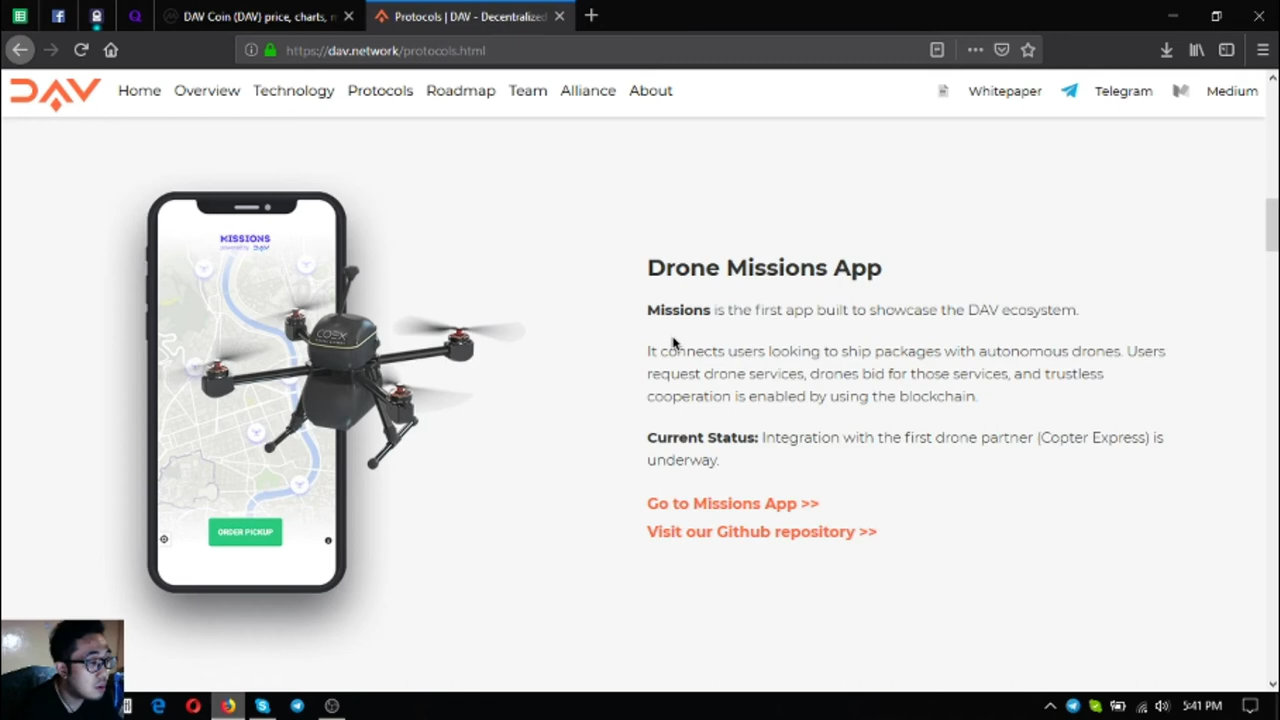 DAV Coin (DAV) price, charts,
Protocols | DAV - Decentralized
https://dav.network/protocols.html
DAV
Home
Overview
Technology
Protocols
Roadmap
Team
Alliance
About
Whitepaper
Telegram
Medium
MISSIONS
powered by DAV
COEX
ORDER PICKUP
Drone Missions App
Missions is the first app built to showcase the DAV ecosystem.
It connects users looking to ship packages with autonomous drones. Users
request drone services, drones bid for those services, and trustless
cooperation is enabled by using the blockchain.
Current Status: Integration with the first drone partner (Copter Express) is
underway.
Go to Missions App >>
Visit our Github repository >>
5:41 PM